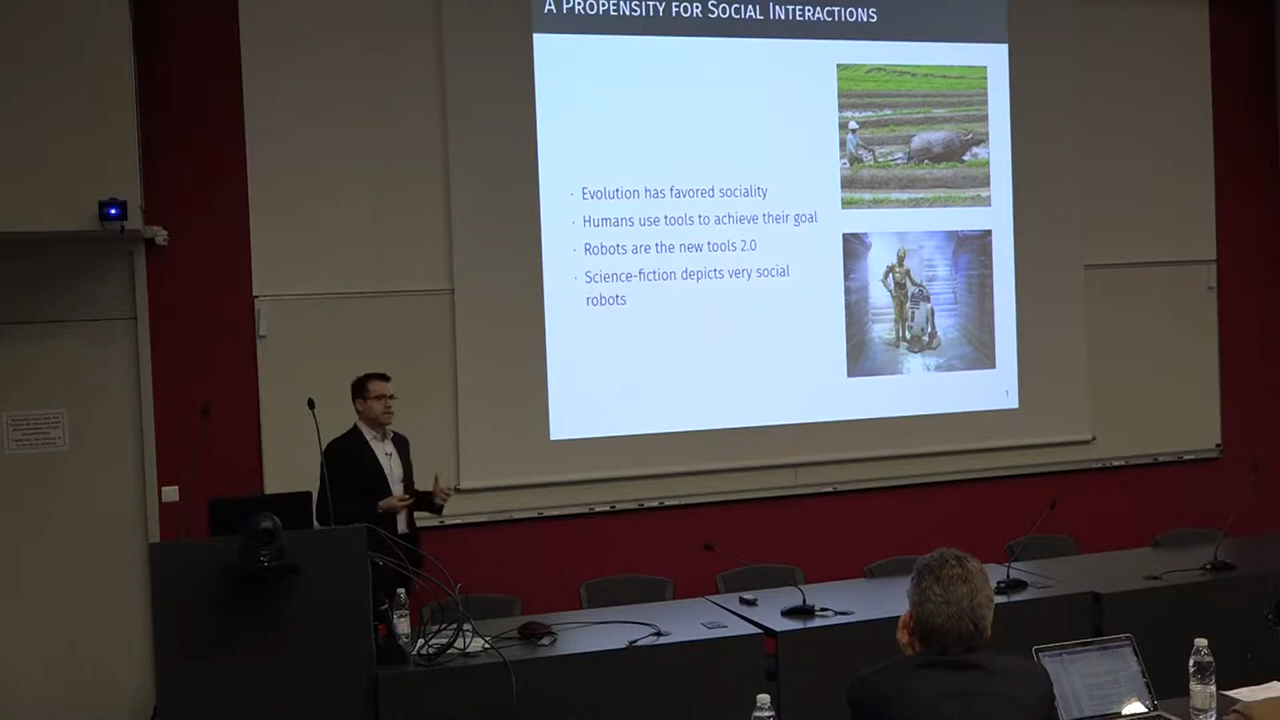 A Propensity for Social Interactions
· Evolution has favored sociality
· Humans use tools to achieve their goal
· Robots are the new tools 2.0
· Science-fiction depicts very social
robots
1